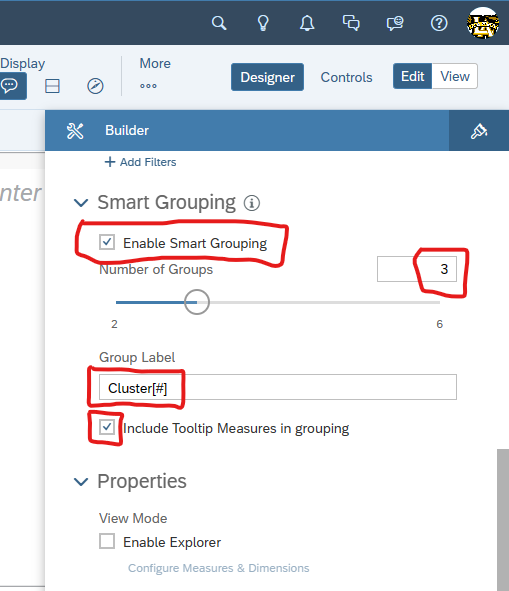 Display
More
Designer
Controls
Edit
View
Builder
+ Add Filters
nter
Smart Grouping
Enable Smart Grouping
Number of Groups
3
2
6
Group Label
Cluster[#]
Include Tooltip Measures in grouping
Properties
View Mode
Enable Explorer
Configure Measures & Dimensions